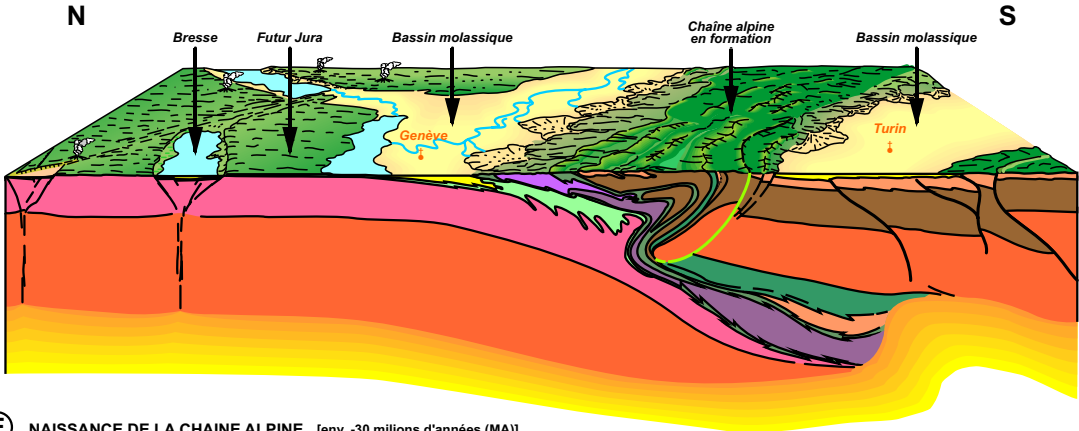 N
S
Bresse
Futur Jura
Bassin molassique
Chaîne alpine
en formation
Bassin molassique
Genève
Turin
NAISSANCE DE LA CHAINE ALPINE [env. -30 milions d'années (MA)]